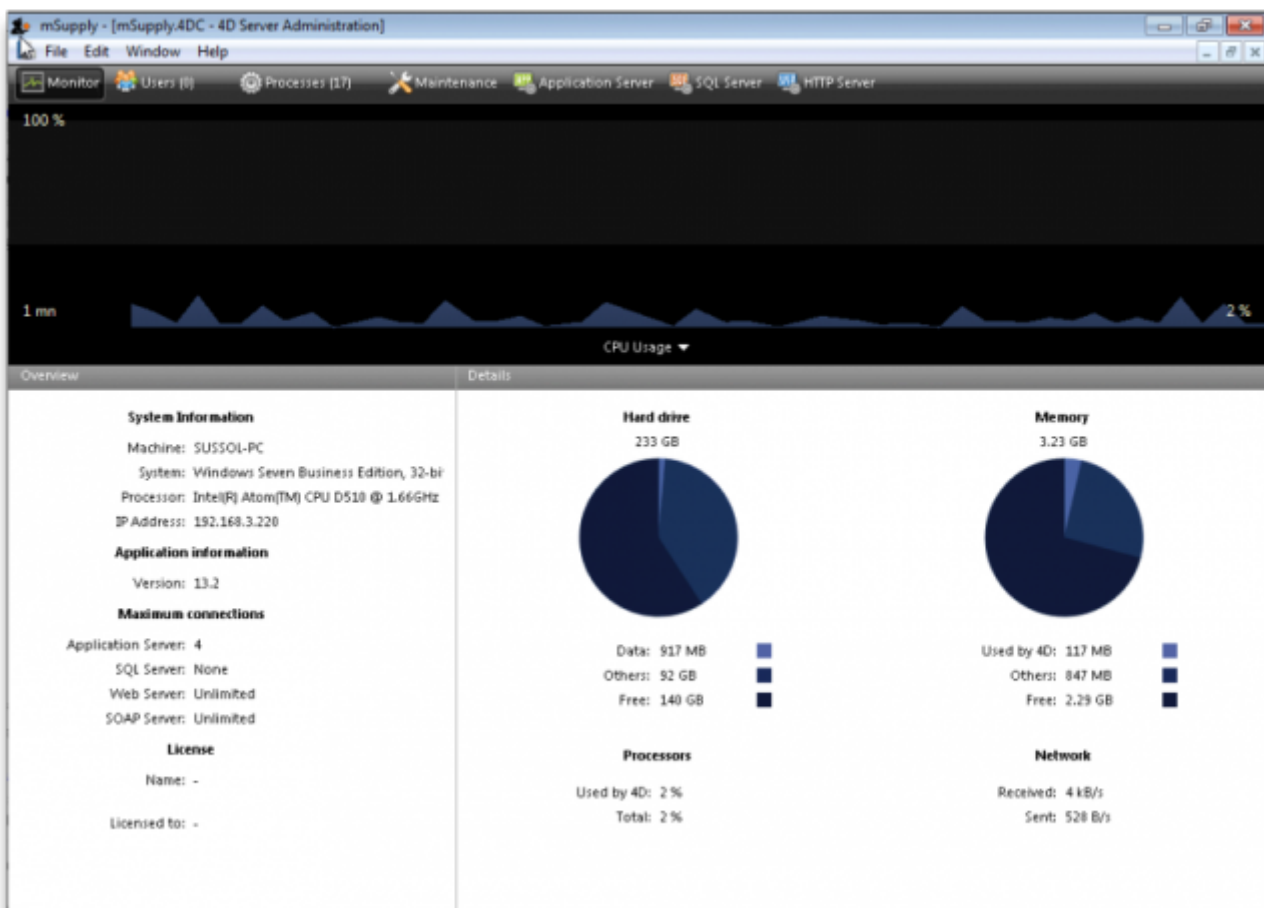 mSupply - [mSupply.4DC - 4D Server Administration]
File Edit Window Help
Monitor Users (0) Processes (17) Maintenance Application Server SQL Server HTTP Server
100 %
1 mn
2 %
CPU Usage
Overview
Details
System Information
Machine: SUSSOL-PC
System: Windows Seven Business Edition, 32-bi
Processor: Intel(R) Atom(TM) CPU D510 @ 1.66GHz
IP Address: 192.168.3.220
Application information
Version: 13.2
Maximum connections
Application Server: 4
SQL Server: None
Web Server: Unlimited
SOAP Server: Unlimited
License
Name: -
Licensed to: -
Hard drive
233 GB
Data: 917 MB
Others: 92 GB
Free: 140 GB
Memory
3.23 GB
Used by 4D: 117 MB
Others: 847 MB
Free: 2.29 GB
Processors
Used by 4D: 2 %
Total: 2 %
Network
Received: 4 kB/s
Sent: 528 B/s